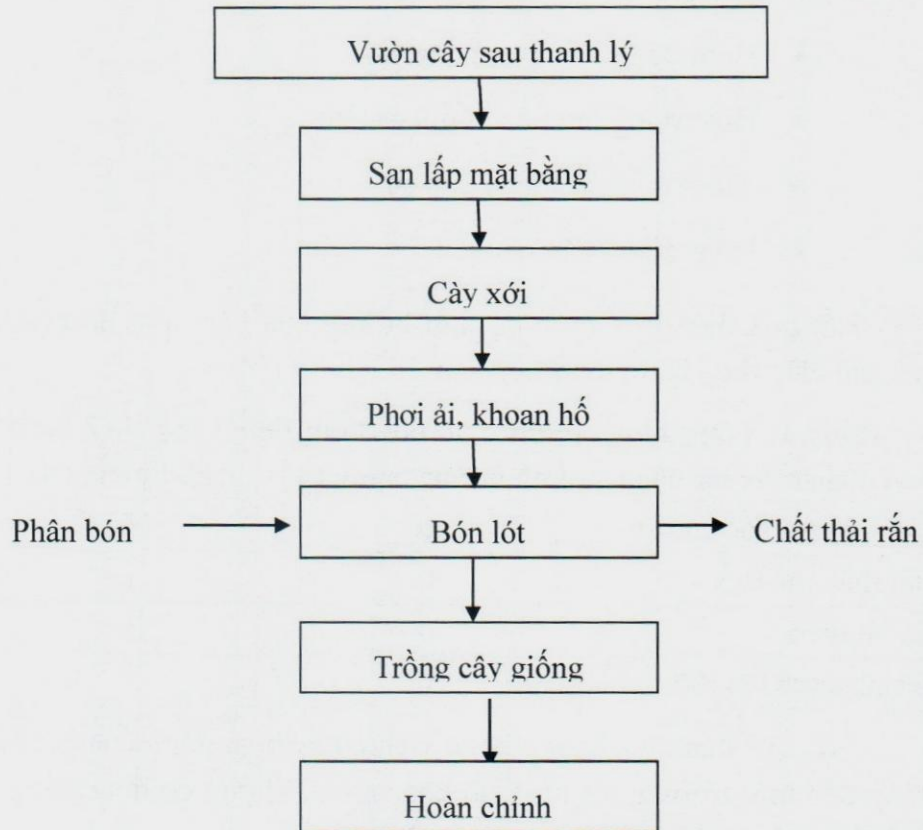 Vườn cây sau thanh lý
San lấp mặt bằng
Cày xới
Phơi ải, khoan hố
Phân bón
Bón lót
Chất thải rắn
Trồng cây giống
Hoàn chỉnh